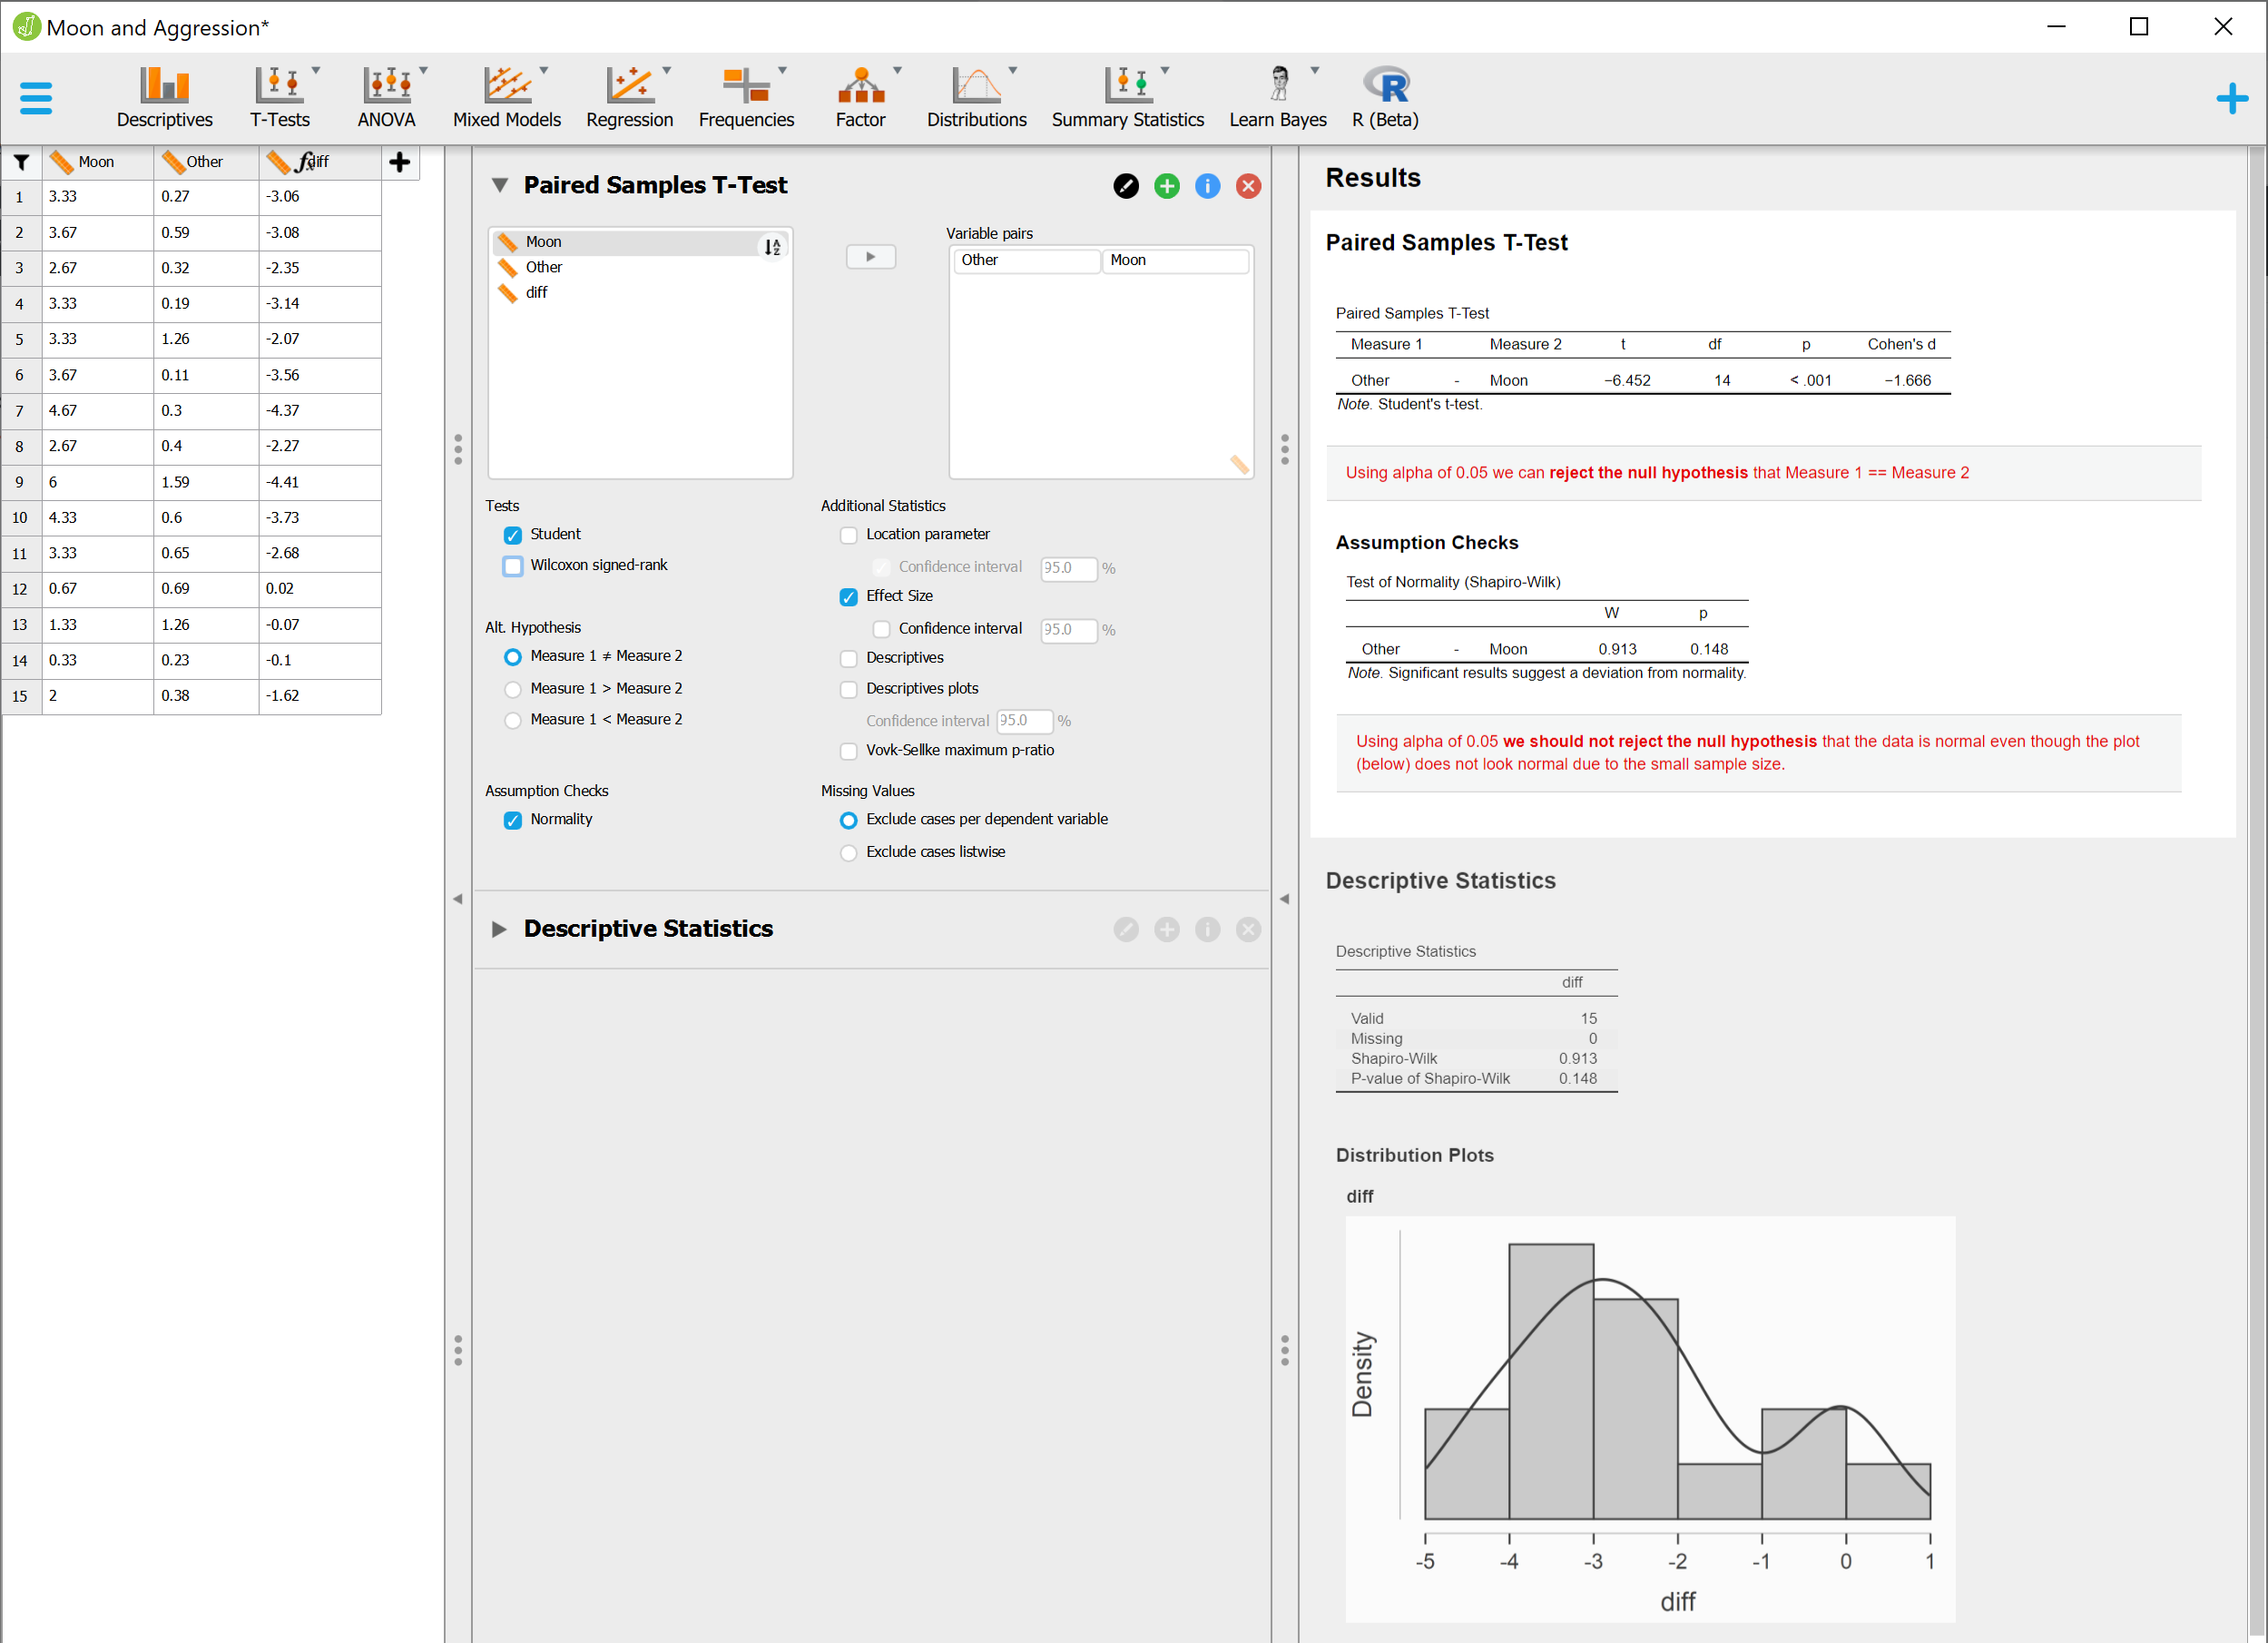 Moon and Aggression*
Descriptives T-Tests ANOVA Mixed Models Regression Frequencies Factor Distributions Summary Statistics Learn Bayes R (Beta)
Moon Other diff
1 3.33 0.27 -3.06
2 3.67 0.59 -3.08
3 2.67 0.32 -2.35
4 3.33 0.19 -3.14
5 3.33 1.26 -2.07
6 3.67 0.11 -3.56
7 4.67 0.3 -4.37
8 2.67 0.4 -2.27
9 6 1.59 -4.41
10 4.33 0.6 -3.73
11 3.33 0.65 -2.68
12 0.67 0.69 0.02
13 1.33 1.26 -0.07
14 0.33 0.23 -0.1
15 2 0.38 -1.62
Paired Samples T-Test
Moon
Other
diff
Variable pairs
Other Moon
Tests
Student
Wilcoxon signed-rank
Alt. Hypothesis
Measure 1 ≠ Measure 2
Measure 1 > Measure 2
Measure 1 < Measure 2
Assumption Checks
Normality
Additional Statistics
Location parameter
Confidence interval 95.0 %
Effect Size
Confidence interval 95.0 %
Descriptives
Descriptives plots
Confidence interval 95.0 %
Vovk-Sellke maximum p-ratio
Missing Values
Exclude cases per dependent variable
Exclude cases listwise
Descriptive Statistics
Results
Paired Samples T-Test
Paired Samples T-Test
Measure 1 Measure 2 t df p Cohen's d
Other - Moon −6.452 14 < .001 −1.666
Note. Student's t-test.
Using alpha of 0.05 we can reject the null hypothesis that Measure 1 == Measure 2
Assumption Checks
Test of Normality (Shapiro-Wilk)
W p
Other - Moon 0.913 0.148
Note. Significant results suggest a deviation from normality.
Using alpha of 0.05 we should not reject the null hypothesis that the data is normal even though the plot
(below) does not look normal due to the small sample size.
Descriptive Statistics
Descriptive Statistics
diff
Valid 15
Missing 0
Shapiro-Wilk 0.913
P-value of Shapiro-Wilk 0.148
Distribution Plots
diff
Density
-5 -4 -3 -2 -1 0 1
diff